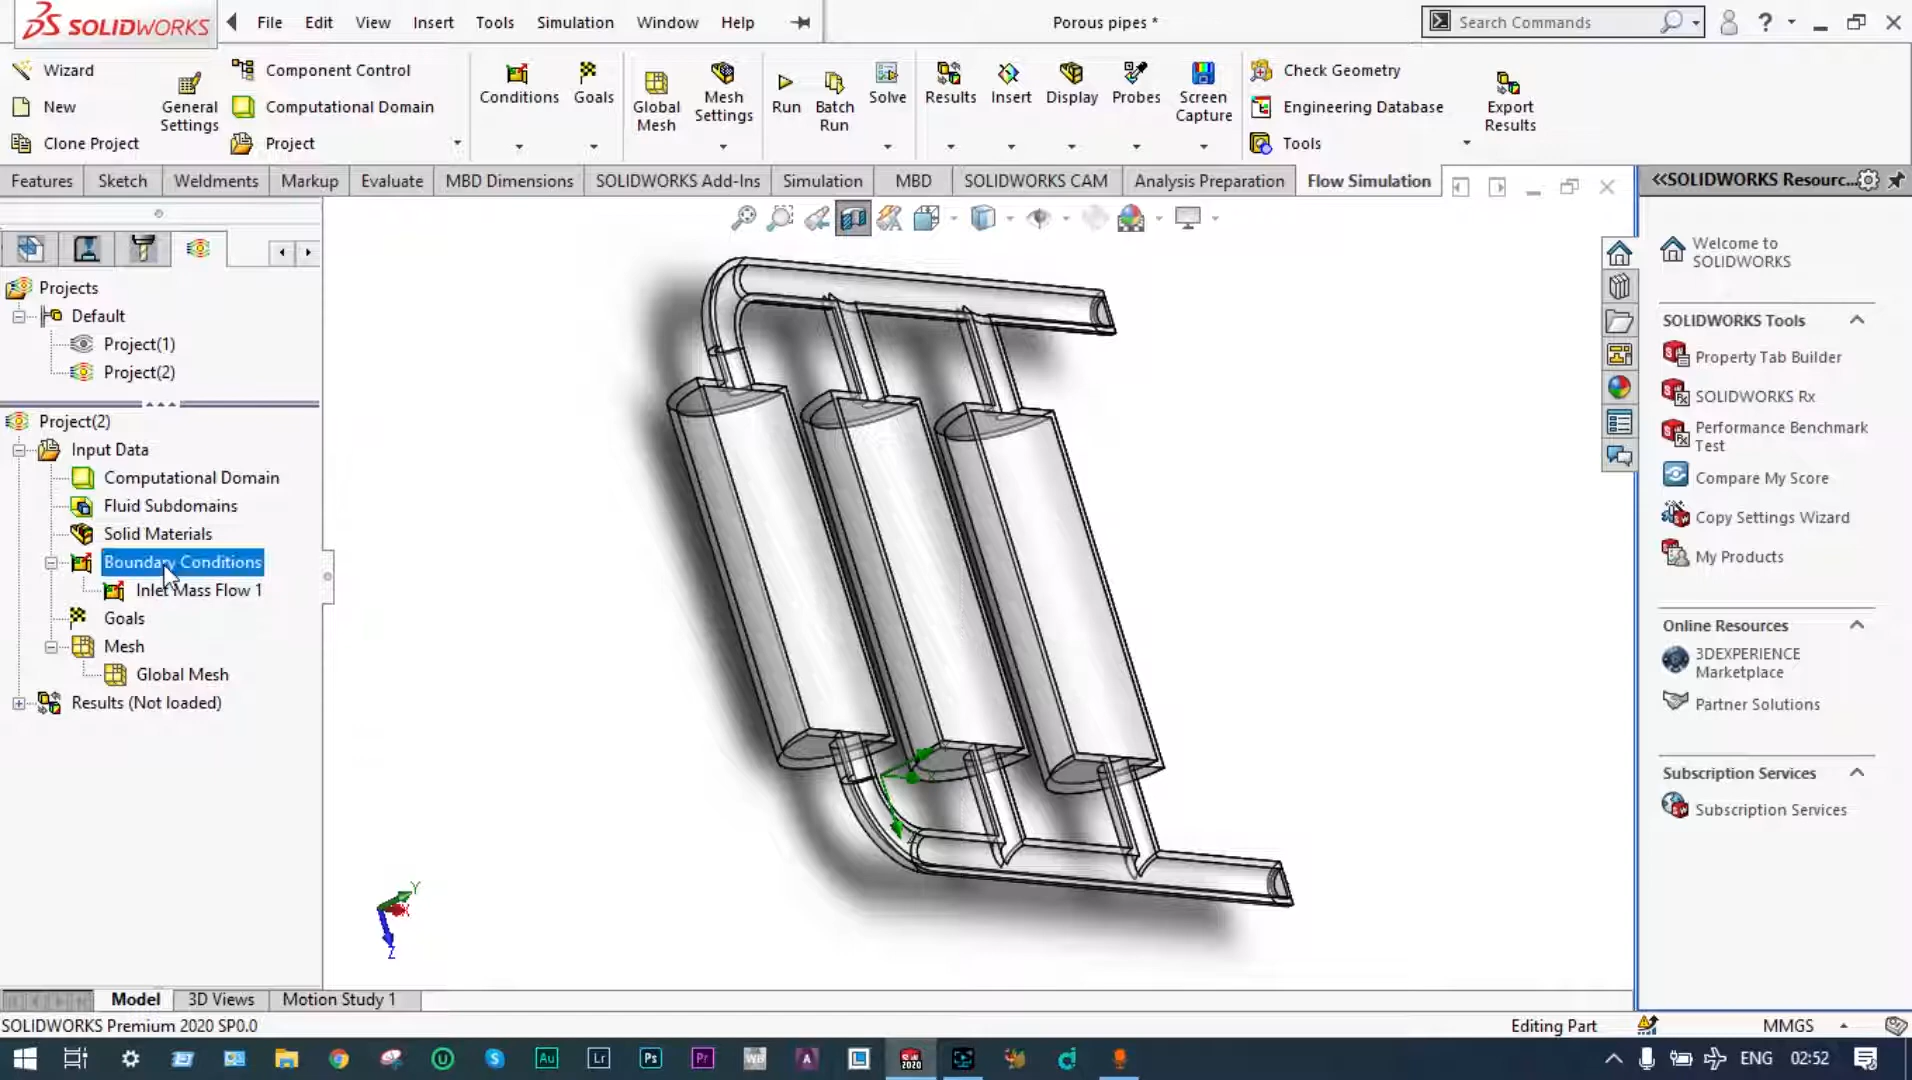 SOLIDWORKS
File Edit View Insert Tools Simulation Window Help
Porous pipes *
Search Commands
?
Wizard
New
Clone Project
General Settings
Component Control
Computational Domain
Project
Conditions
Goals
Global Mesh
Mesh Settings
Run
Batch Run
Solve
Results
Insert
Display
Probes
Screen Capture
Check Geometry
Engineering Database
Tools
Export Results
Features Sketch Weldments Markup Evaluate MBD Dimensions SOLIDWORKS Add-Ins Simulation MBD SOLIDWORKS CAM Analysis Preparation Flow Simulation
Projects
Default
Project(1)
Project(2)
Project(2)
Input Data
Computational Domain
Fluid Subdomains
Solid Materials
Boundary Conditions
Inlet Mass Flow 1
Goals
Mesh
Global Mesh
Results (Not loaded)
Y
X
Z
«SOLIDWORKS Resourc...
Welcome to
SOLIDWORKS
SOLIDWORKS Tools
Property Tab Builder
SOLIDWORKS Rx
Performance Benchmark
Test
Compare My Score
Copy Settings Wizard
My Products
Online Resources
3DEXPERIENCE
Marketplace
Partner Solutions
Subscription Services
Subscription Services
Model 3D Views Motion Study 1
SOLIDWORKS Premium 2020 SP0.0
Editing Part
MMGS
Au Lr Ps Pr WB A L SW 2020
ENG 02:52